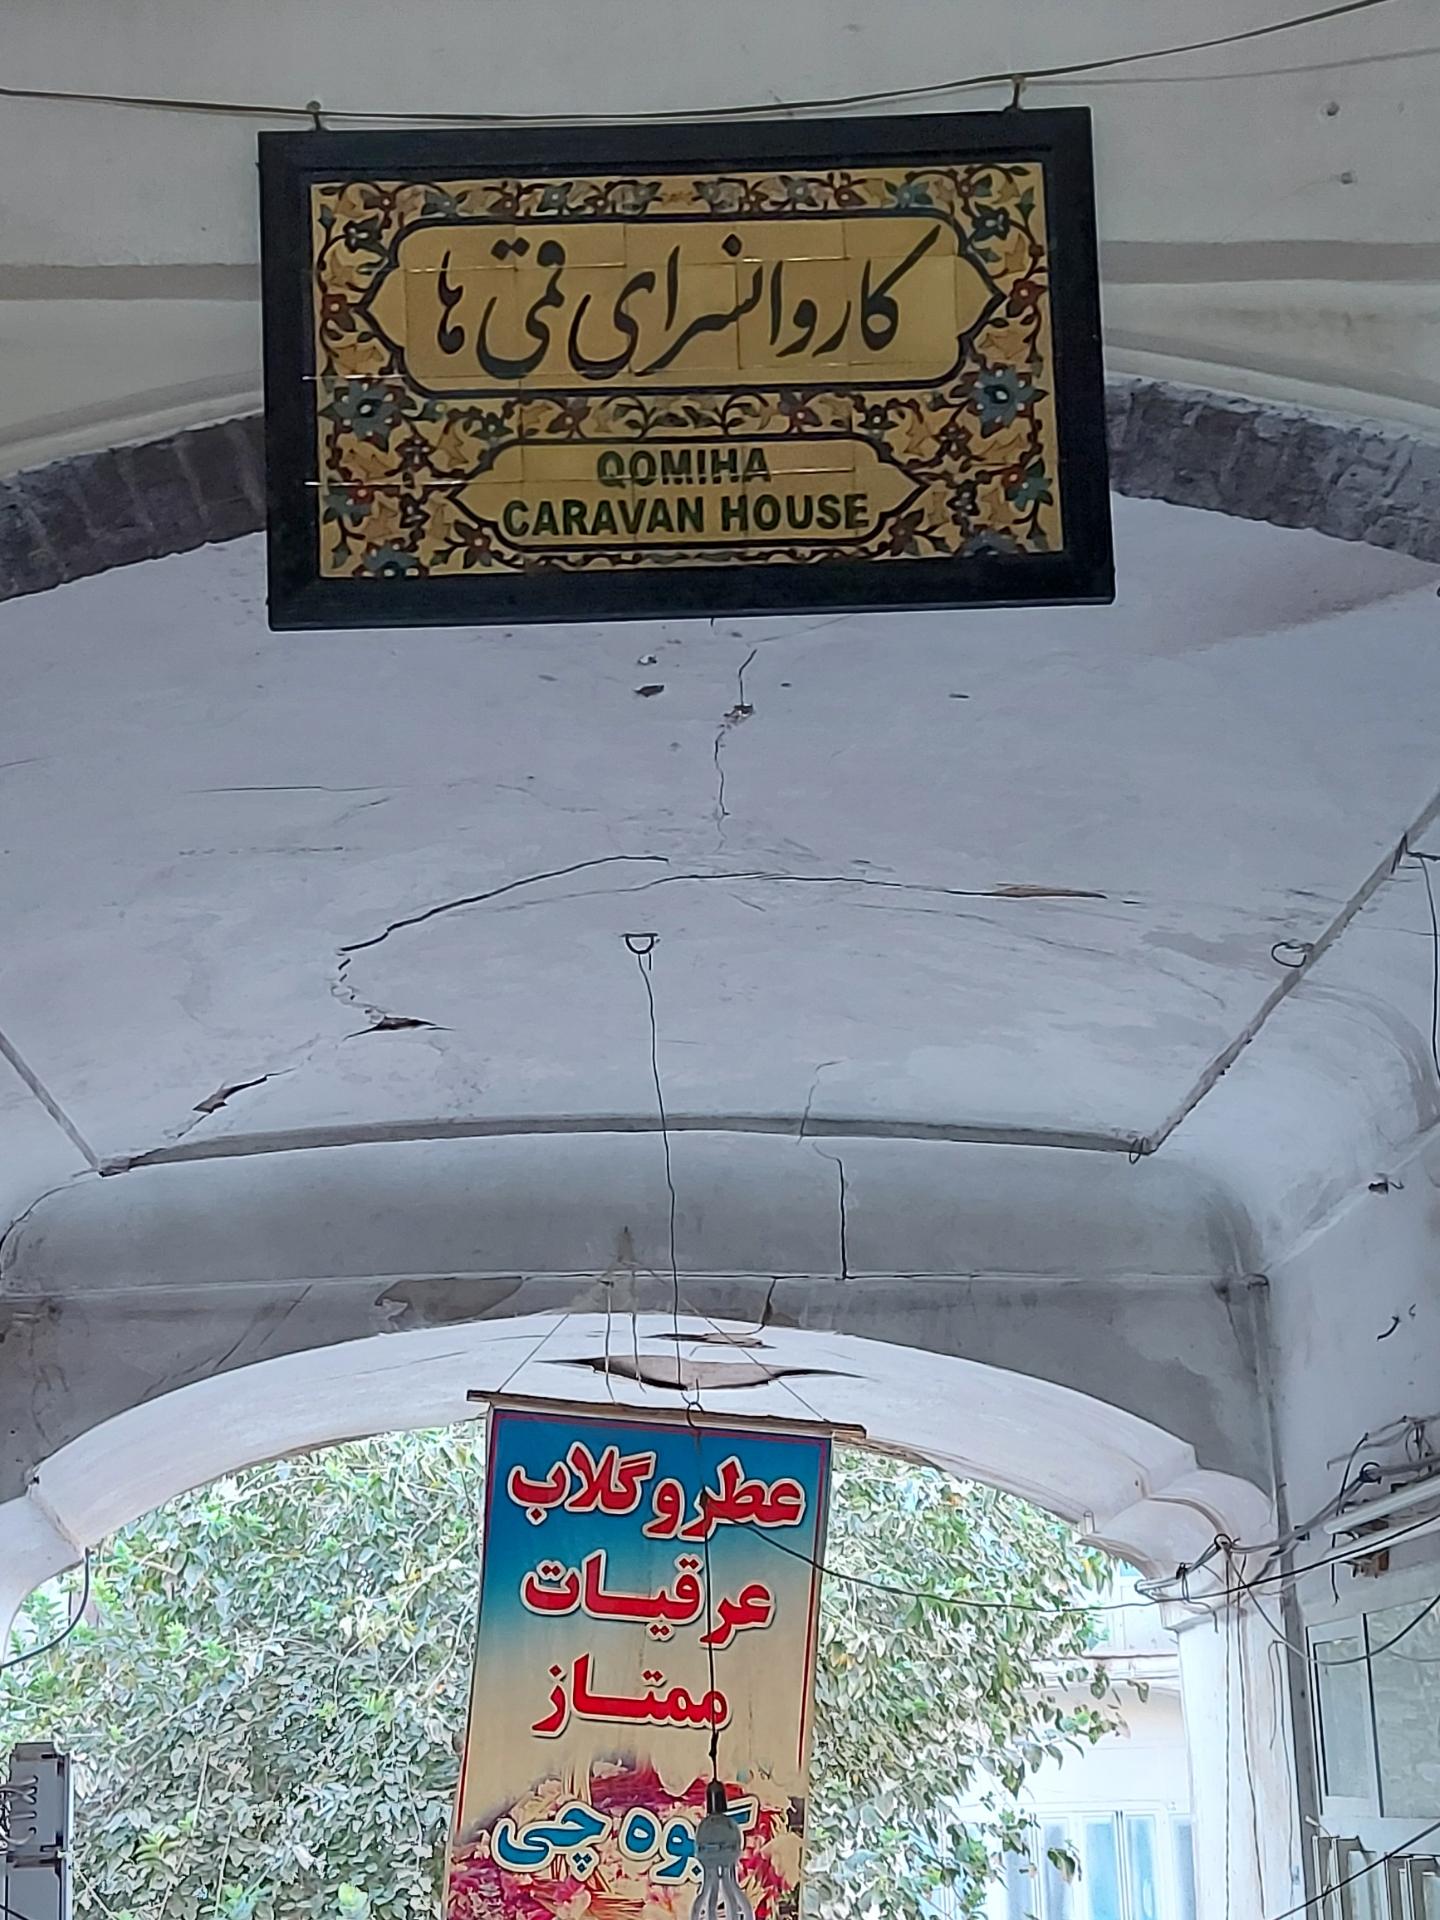 کاروانسرای قمی ها
QOMIHA
CARAVAN HOUSE
عطر و گلاب
عرقیات
ممتاز